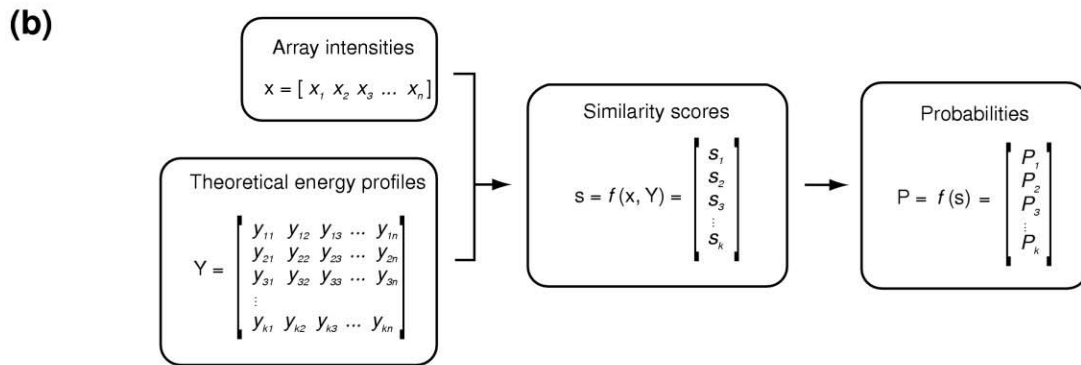 (b)
Array intensities
x = [ x₁ x₂ x₃ ... xₙ ]
Theoretical energy profiles
Y =
y₁₁ y₁₂ y₁₃ ... y₁ₙ
y₂₁ y₂₂ y₂₃ ... y₂ₙ
y₃₁ y₃₂ y₃₃ ... y₃ₙ
⋮
yₖ₁ yₖ₂ yₖ₃ ... yₖₙ
Similarity scores
s = f (x, Y) =
s₁
s₂
s₃
⋮
sₖ
Probabilities
P = f (s) =
P₁
P₂
P₃
⋮
Pₖ